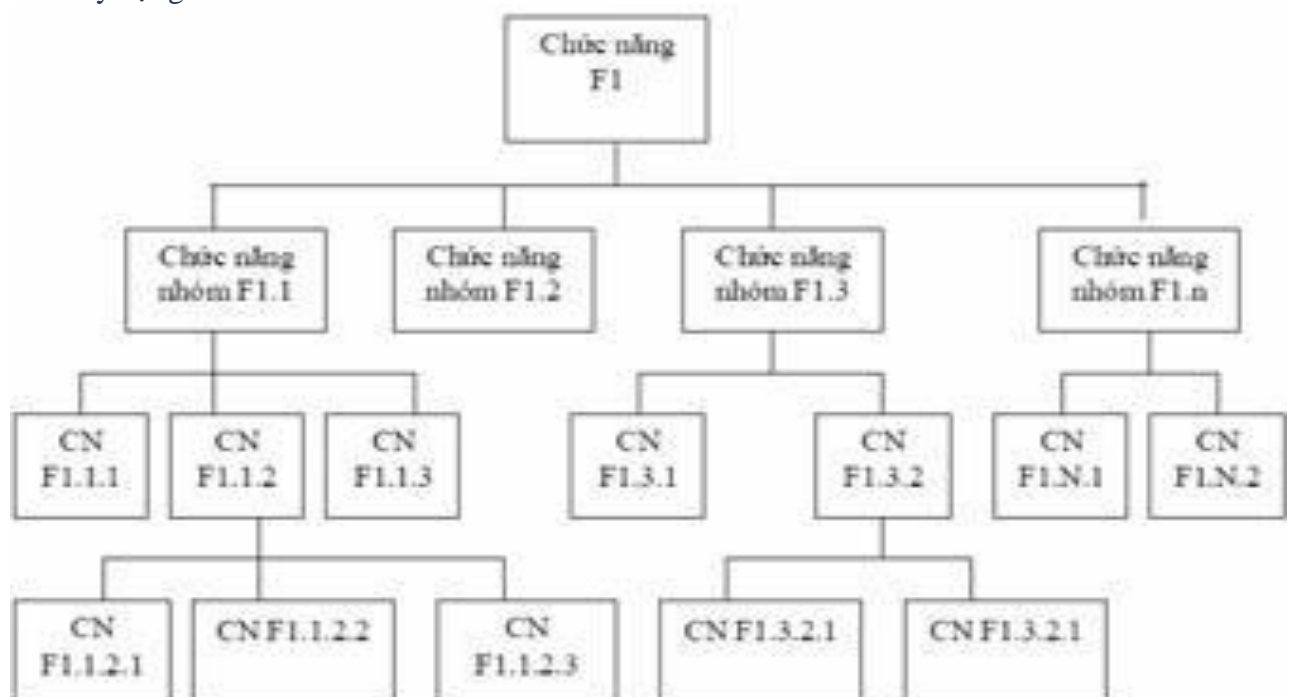 Chức năng
F1
Chức năng
nhóm F1.1
Chức năng
nhóm F1.2
Chức năng
nhóm F1.3
Chức năng
nhóm F1.n
CN
F1.1.1
CN
F1.1.2
CN
F1.1.3
CN
F1.3.1
CN
F1.3.2
CN
F1.N.1
CN
F1.N.2
CN
F1.1.2.1
CN F1.1.2.2
CN
F1.1.2.3
CN F1.3.2.1
CN F1.3.2.1